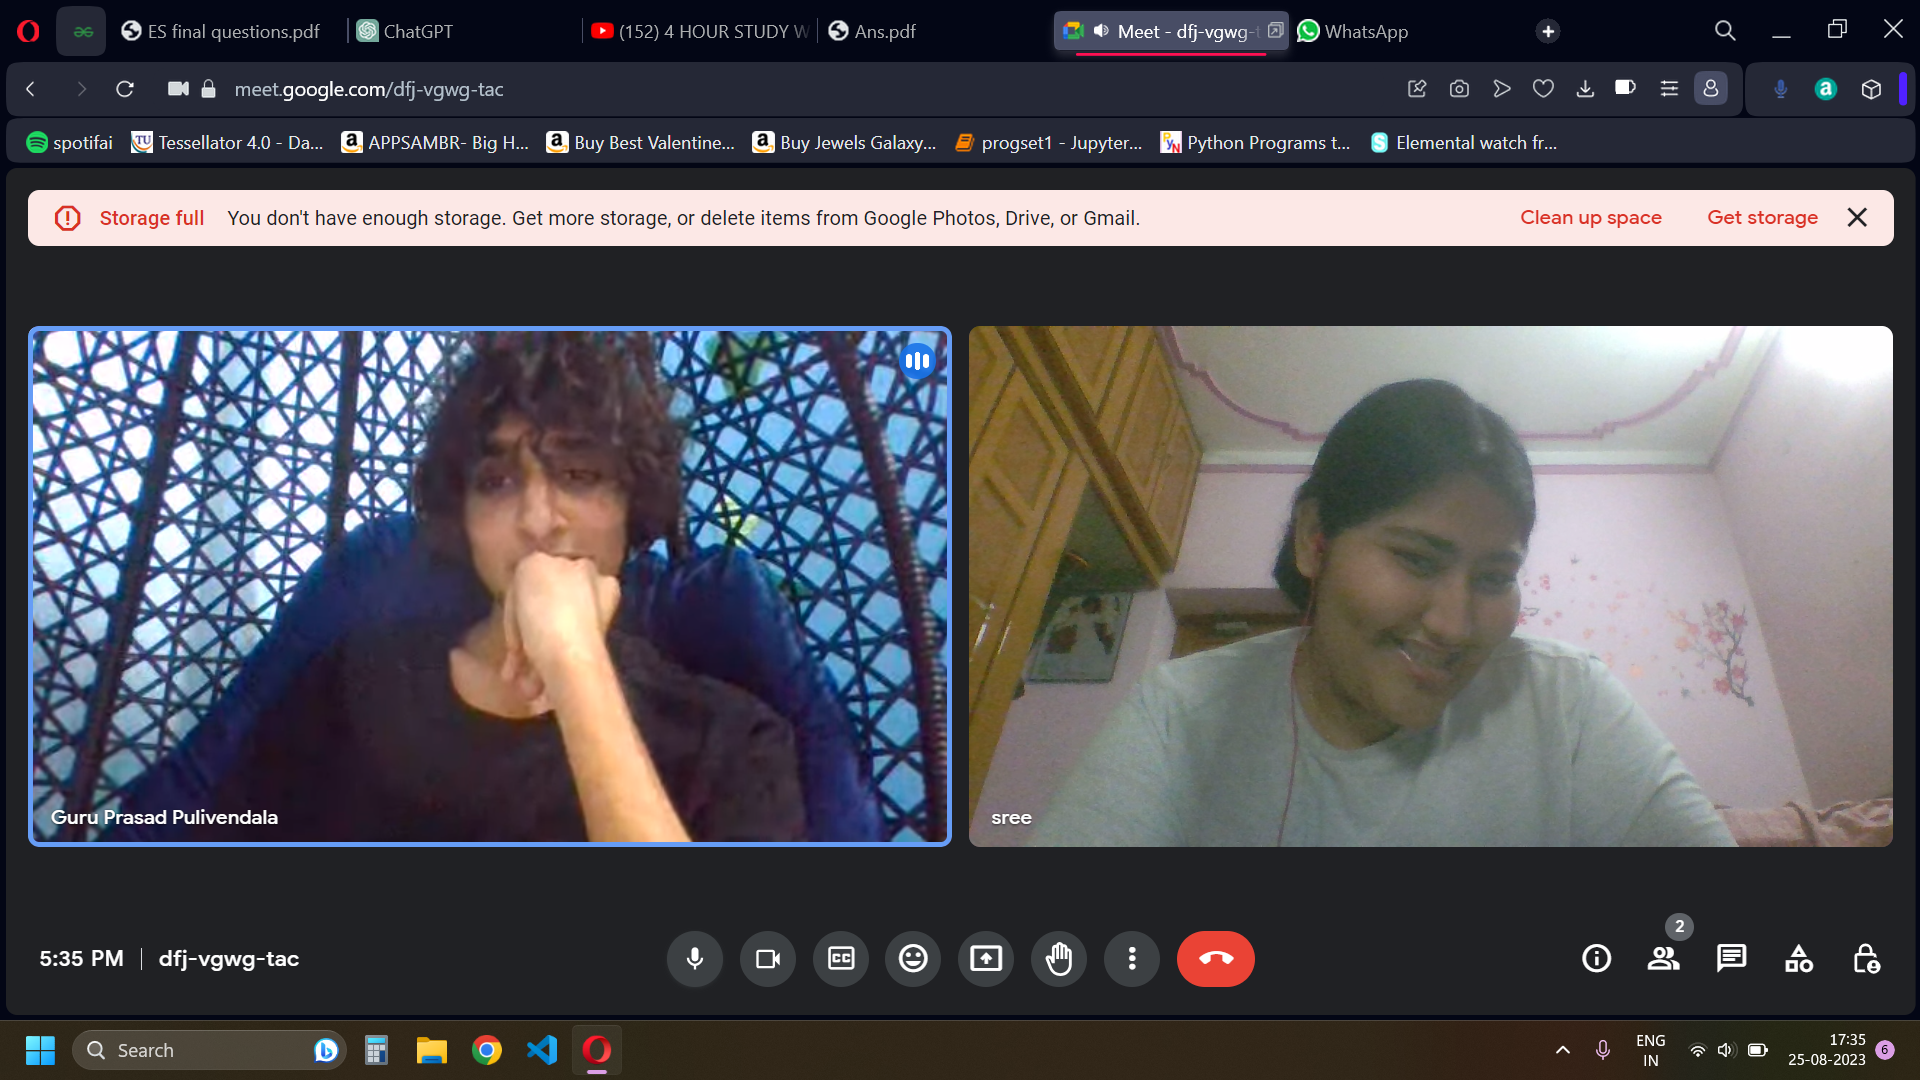 ES final questions.pdf
ChatGPT
(152) 4 HOUR STUDY W
Ans.pdf
Meet - dfj-vgwg-t
WhatsApp
meet.google.com/dfj-vgwg-tac
spotifai
Tessellator 4.0 - Da...
APPSAMBR- Big H...
Buy Best Valentine...
Buy Jewels Galaxy...
progset1 - Jupyter...
Python Programs t...
Elemental watch fr...
Storage full You don't have enough storage. Get more storage, or delete items from Google Photos, Drive, or Gmail.
Clean up space
Get storage
Guru Prasad Pulivendala
sree
5:35 PM | dfj-vgwg-tac
CC
2
Search
ENG
IN
17:35
25-08-2023
6